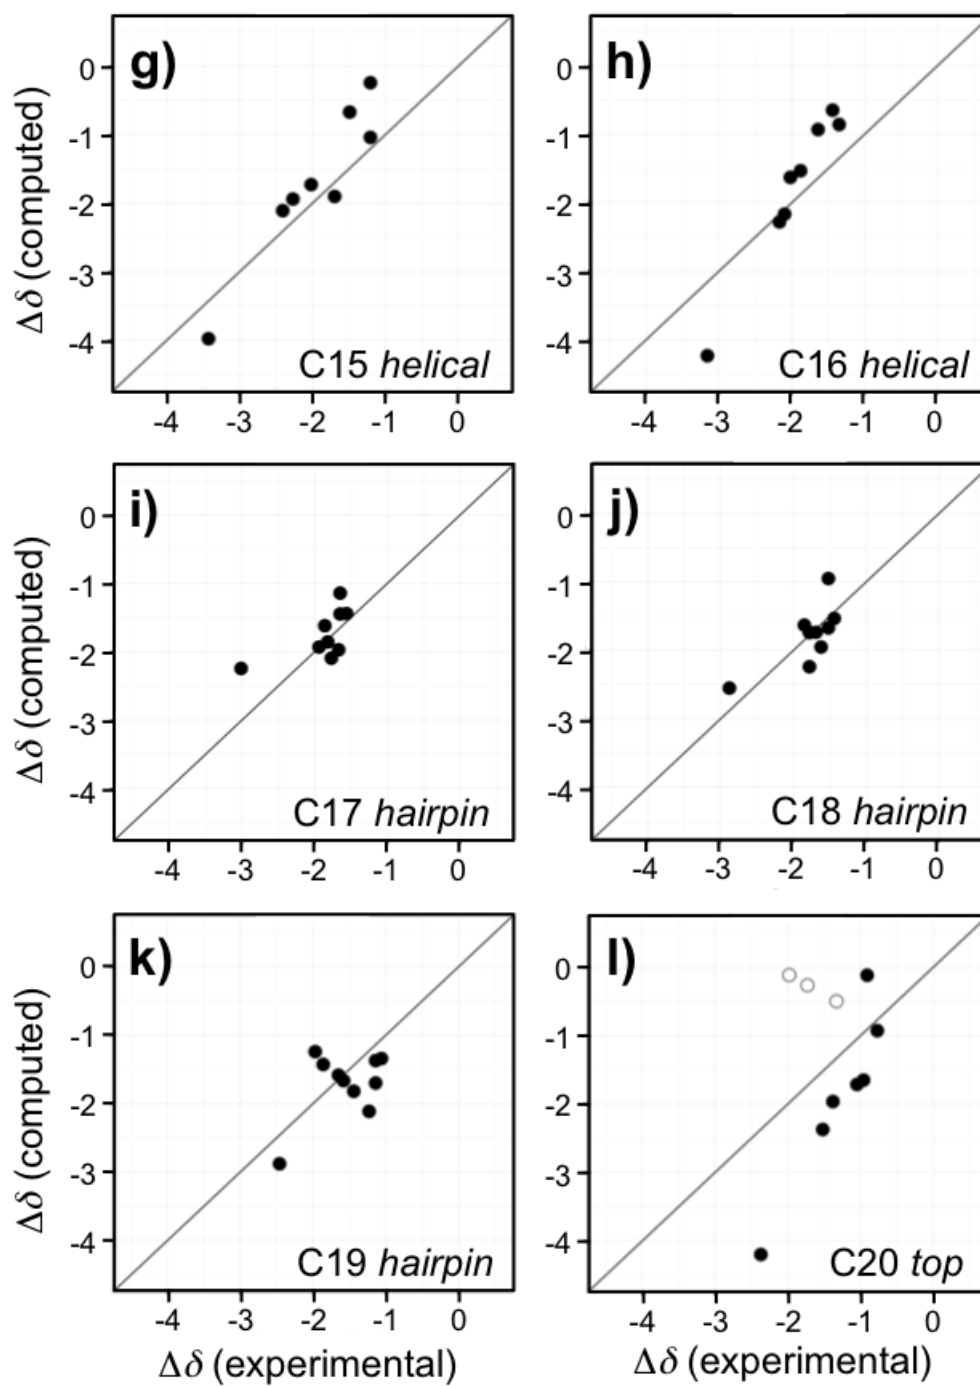 g)
h)
0
-1
-2
-3
-4
Δδ (computed)
C15 helical
-4 -3 -2 -1 0
0
-1
-2
-3
-4
C16 helical
-4 -3 -2 -1 0
i)
j)
0
-1
-2
-3
-4
Δδ (computed)
C17 hairpin
-4 -3 -2 -1 0
0
-1
-2
-3
-4
C18 hairpin
-4 -3 -2 -1 0
k)
l)
0
-1
-2
-3
-4
Δδ (computed)
C19 hairpin
-4 -3 -2 -1 0
Δδ (experimental)
0
-1
-2
-3
-4
C20 top
-4 -3 -2 -1 0
Δδ (experimental)